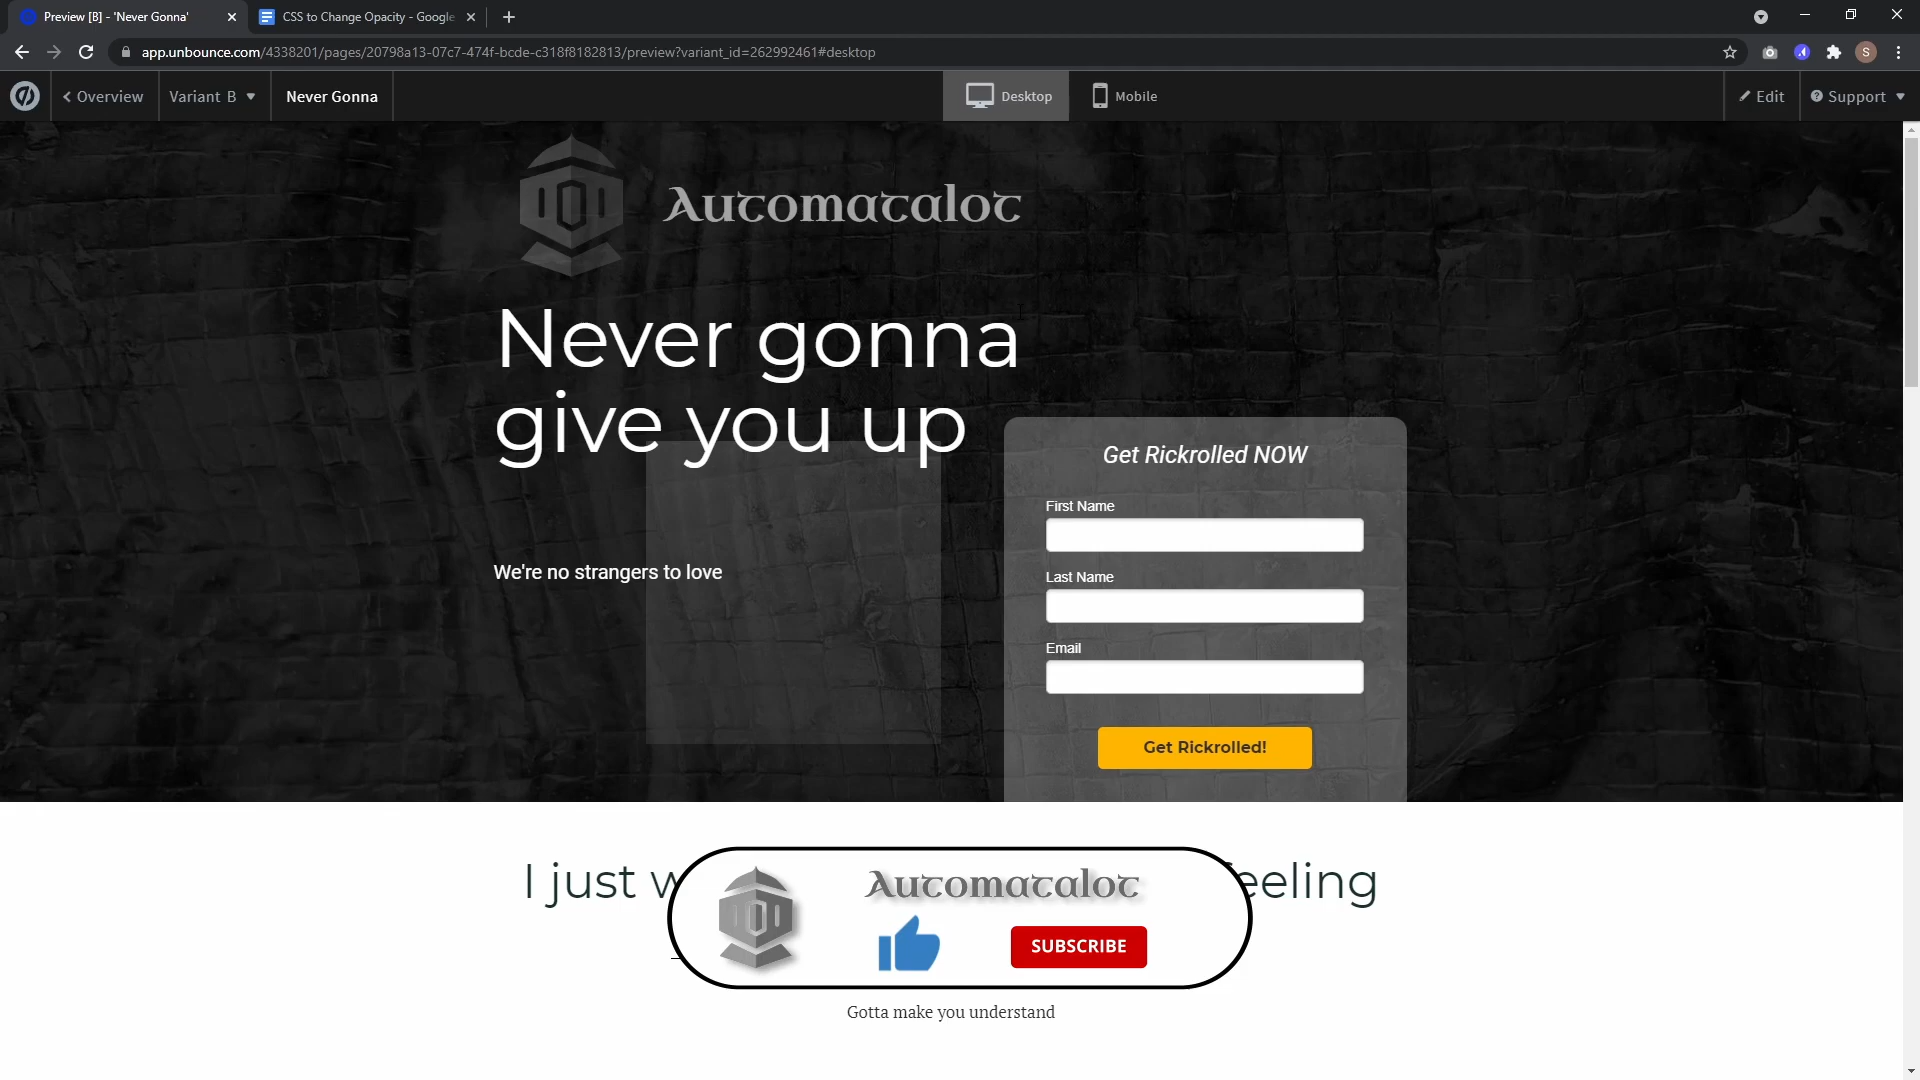 Preview [B] - 'Never Gonna'
CSS to Change Opacity - Google
app.unbounce.com/4338201/pages/20798a13-07c7-474f-bcde-c318f8182813/preview?variant_id=262992461#desktop
S
Overview
Variant B
Never Gonna
Desktop
Mobile
Edit
Support
Automatalot
Never gonna
give you up
We're no strangers to love
Get Rickrolled NOW
First Name
Last Name
Email
Get Rickrolled!
I just w
eeling
Automatalot
SUBSCRIBE
Gotta make you understand